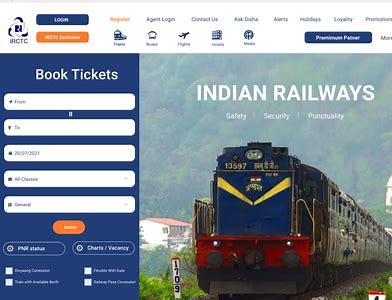 LOGIN
Register
Agent Login
Contact Us
Ask Disha
Alerts
Holidays
Loyality
Promotions
IRCTC
IRCTC Exclusive
Trains
Buses
Flights
Hotels
Meals
Premimum Patner
More
Book Tickets
From
To
20/07/2021
All Classes
General
Search
PNR status
Charts / Vacancy
Divyaang Concession
Flexible With Date
Train with Available Berth
Railway Pass Concession
INDIAN RAILWAYS
Safety | Security | Punctuality
13597
1709